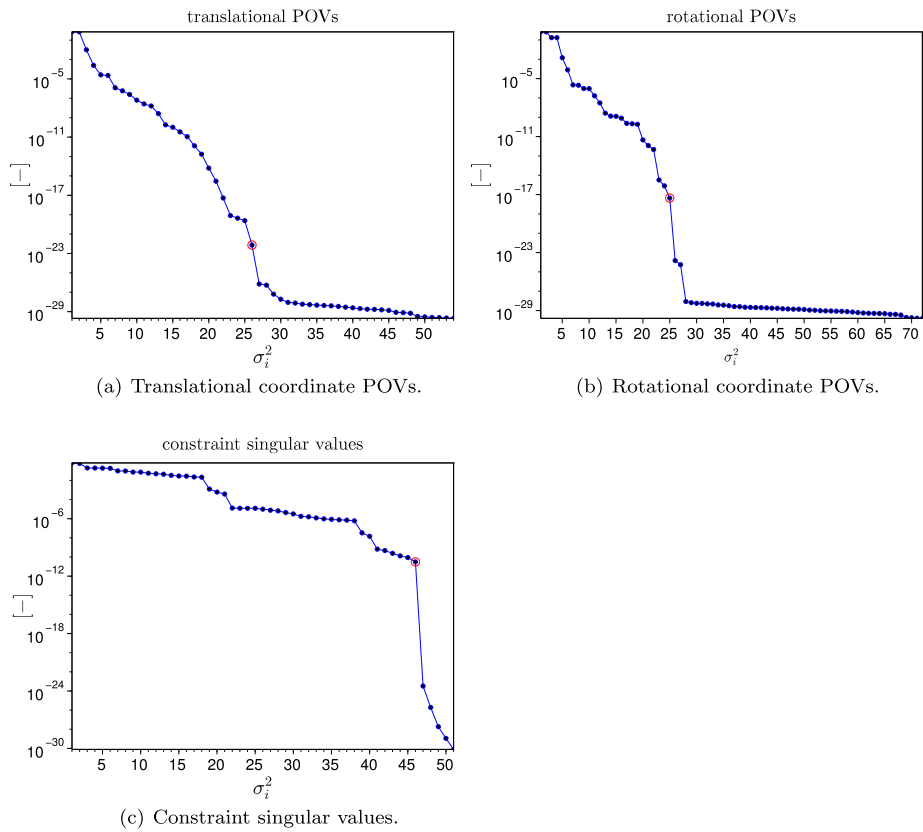 translational POVs
rotational POVs
10^-5
10^-11
10^-17
10^-23
10^-29
[−]
5 10 15 20 25 30 35 40 45 50
σ_i^2
10^-5
10^-11
10^-17
10^-23
10^-29
[−]
5 10 15 20 25 30 35 40 45 50 55 60 65 70
σ_i^2
(a) Translational coordinate POVs.
(b) Rotational coordinate POVs.
constraint singular values
10^-6
10^-12
10^-18
10^-24
10^-30
[−]
5 10 15 20 25 30 35 40 45 50
σ_i^2
(c) Constraint singular values.